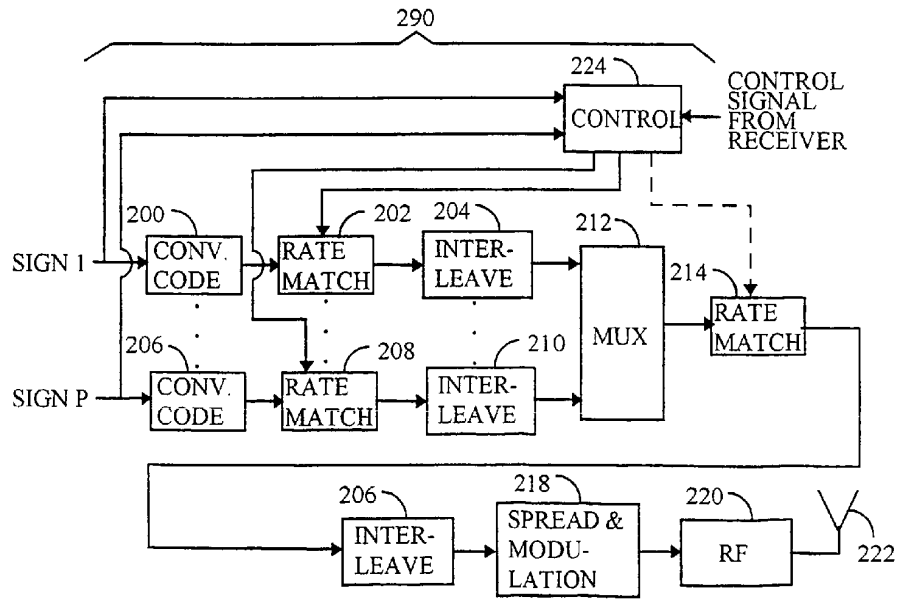 290
224
CONTROL
CONTROL
SIGNAL
FROM
RECEIVER
200
202
204
212
SIGN 1
CONV.
CODE
RATE
MATCH
INTER-
LEAVE
MUX
214
RATE
MATCH
206
208
210
SIGN P
CONV.
CODE
RATE
MATCH
INTER-
LEAVE
206
218
220
222
INTER-
LEAVE
SPREAD &
MODU-
LATION
RF